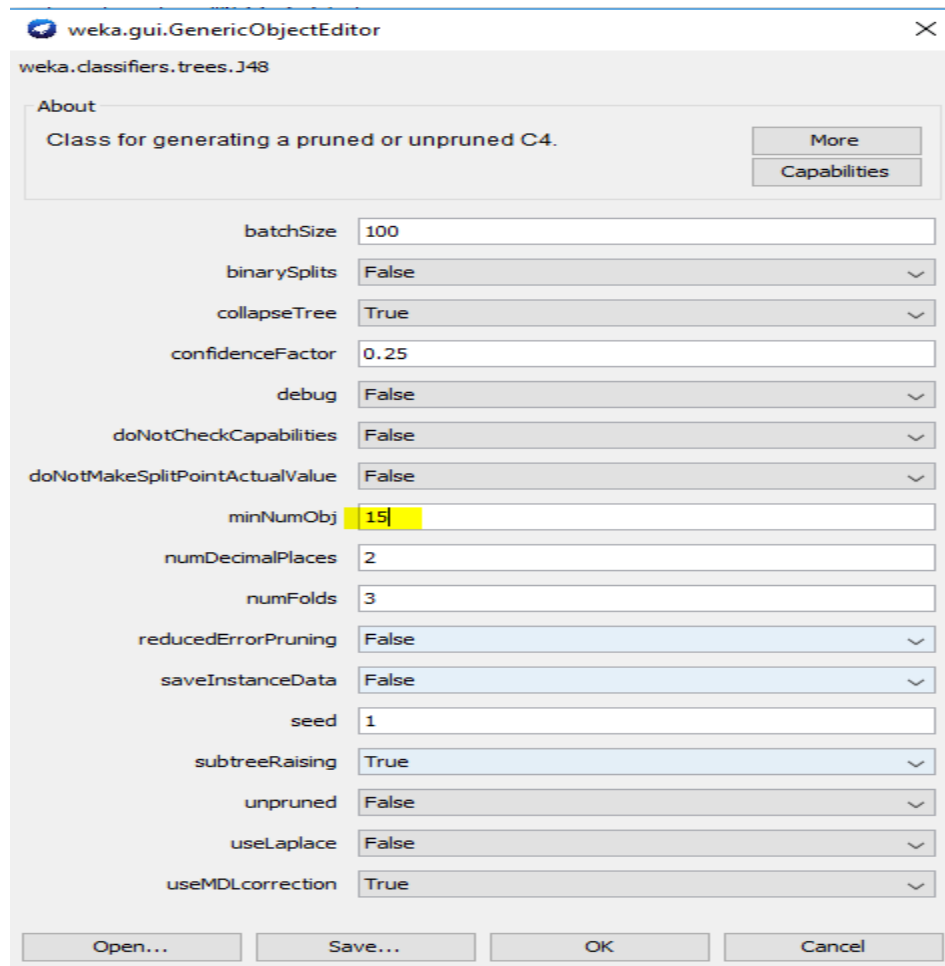 weka.gui.GenericObjectEditor
weka.classifiers.trees.J48
About
Class for generating a pruned or unpruned C4.
More
Capabilities
batchSize 100
binarySplits False
collapseTree True
confidenceFactor 0.25
debug False
doNotCheckCapabilities False
doNotMakeSplitPointActualValue False
minNumObj 15
numDecimalPlaces 2
numFolds 3
reducedErrorPruning False
saveInstanceData False
seed 1
subtreeRaising True
unpruned False
useLaplace False
useMDLcorrection True
Open... Save... OK Cancel